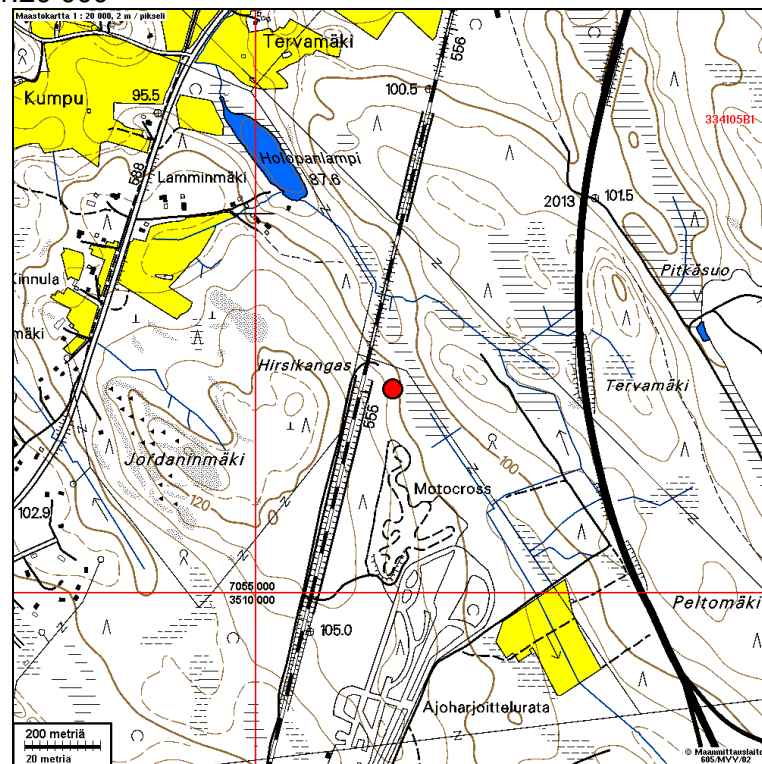 Maastokartta 1 : 20 000, 2 m / pikseli
Tervamäki
556
Kumpu
95.5
100.5
334105B1
588
Holopanlampi
Lamminmäki
87.6
2013
101.5
Pitkäsuo
Kinnula
mäki
Hirsikangas
Tervamäki
555
Jordaninmäki
100
120
Motocross
102.9
7055 000
3510 000
Peltomäki
105.0
Ajoharjoittelurata
200 metriä
20 metriä
© Maanmittauslaito
605/MYY/02